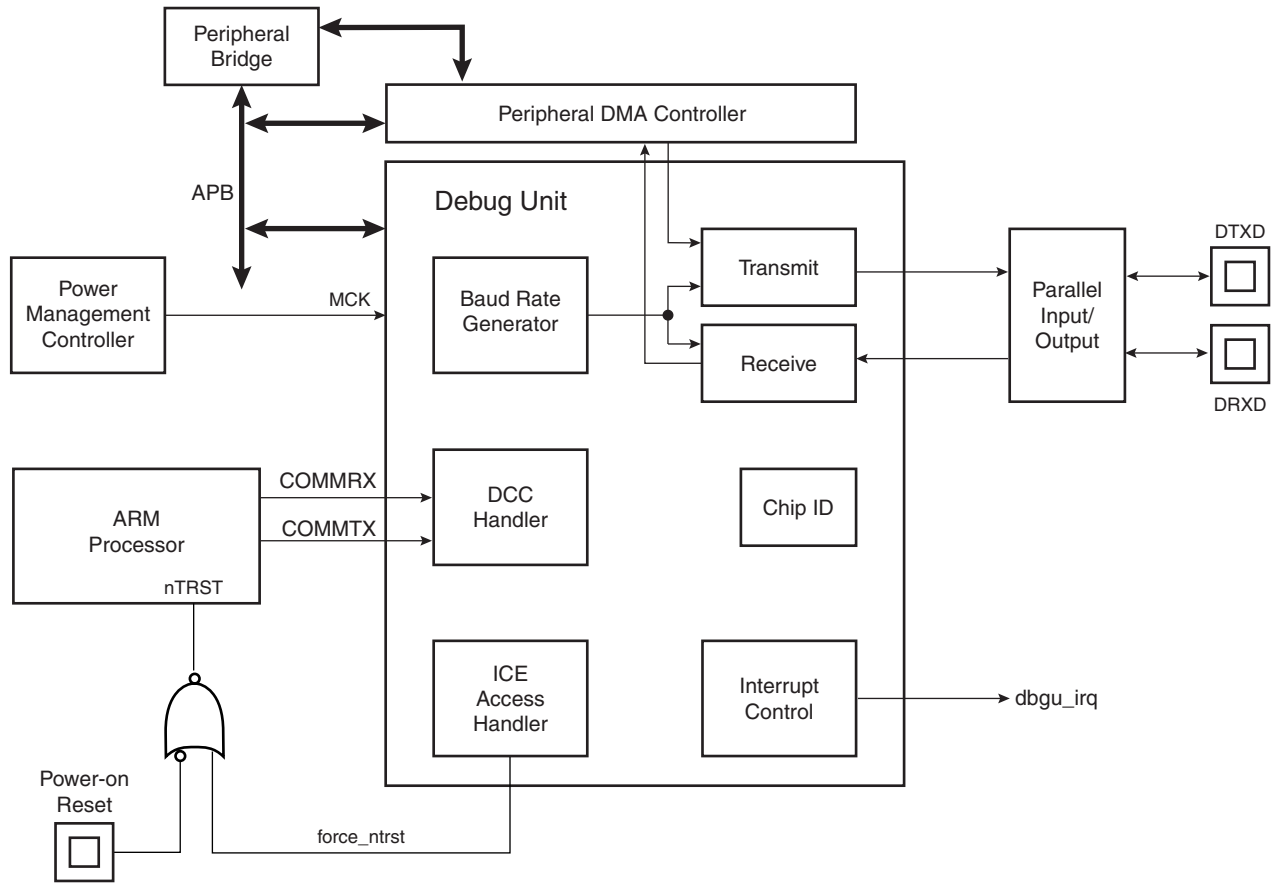 Peripheral
Bridge
Peripheral DMA Controller
APB
Debug Unit
Power
Management
Controller
MCK
Baud Rate
Generator
Transmit
Receive
Parallel
Input/
Output
DTXD
DRXD
ARM
Processor
nTRST
COMMRX
COMMTX
DCC
Handler
Chip ID
ICE
Access
Handler
Interrupt
Control
dbgu_irq
Power-on
Reset
force_ntrst